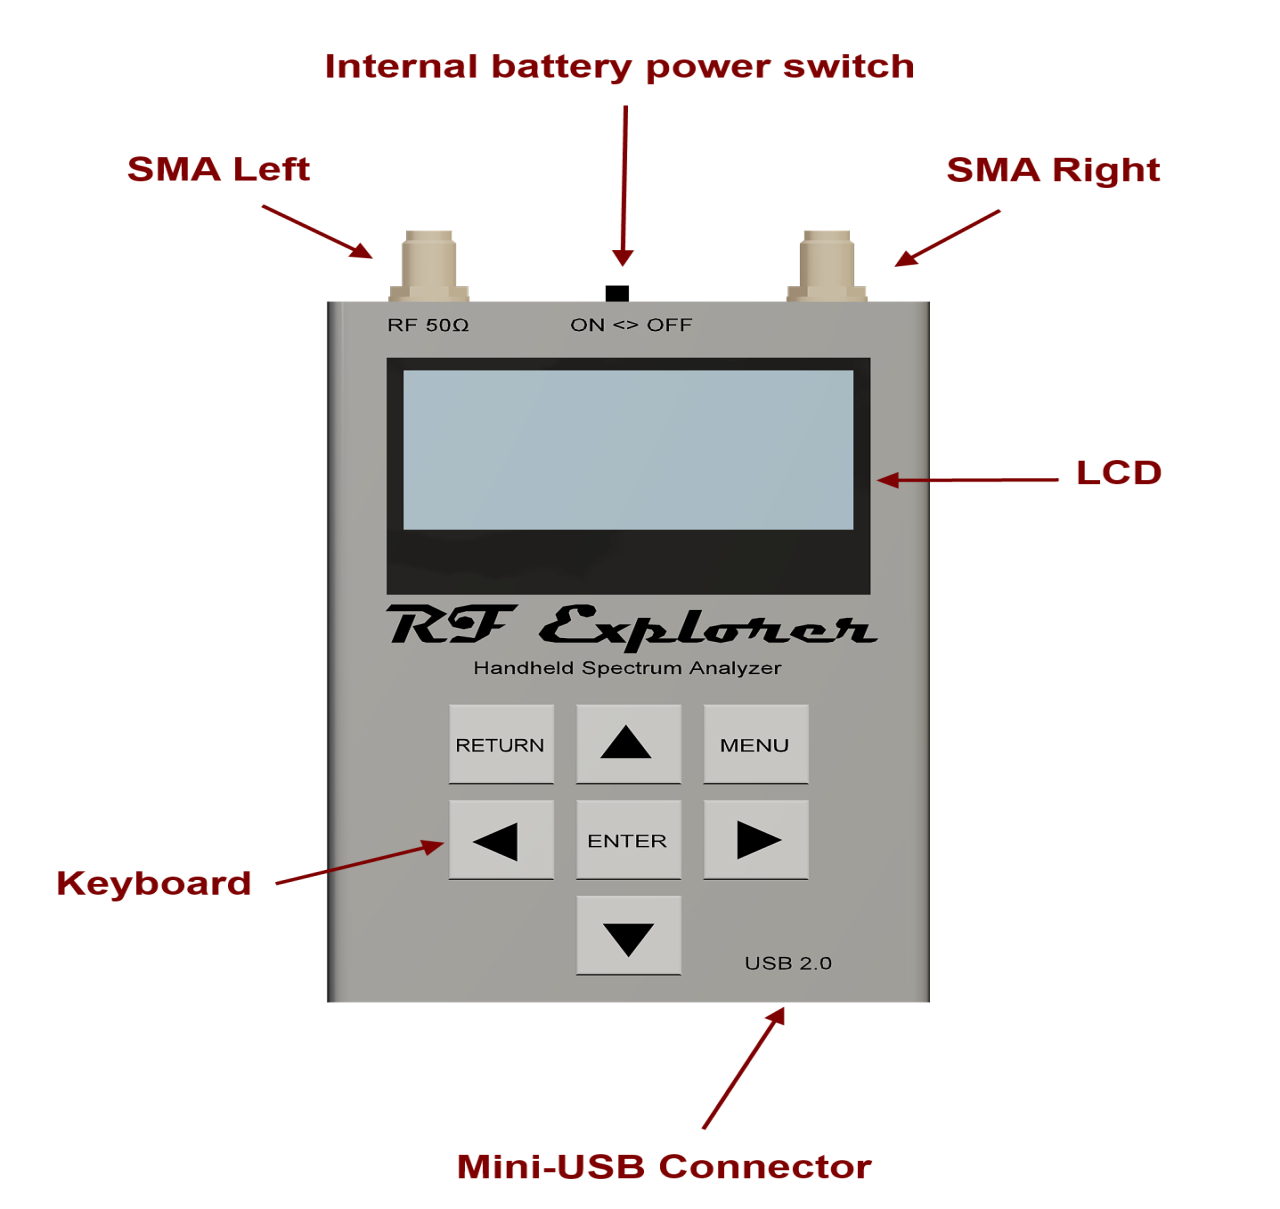 Internal battery power switch
SMA Left
SMA Right
RF 50Ω
ON <> OFF
LCD
RF Explorer
Handheld Spectrum Analyzer
RETURN
MENU
ENTER
Keyboard
USB 2.0
Mini-USB Connector